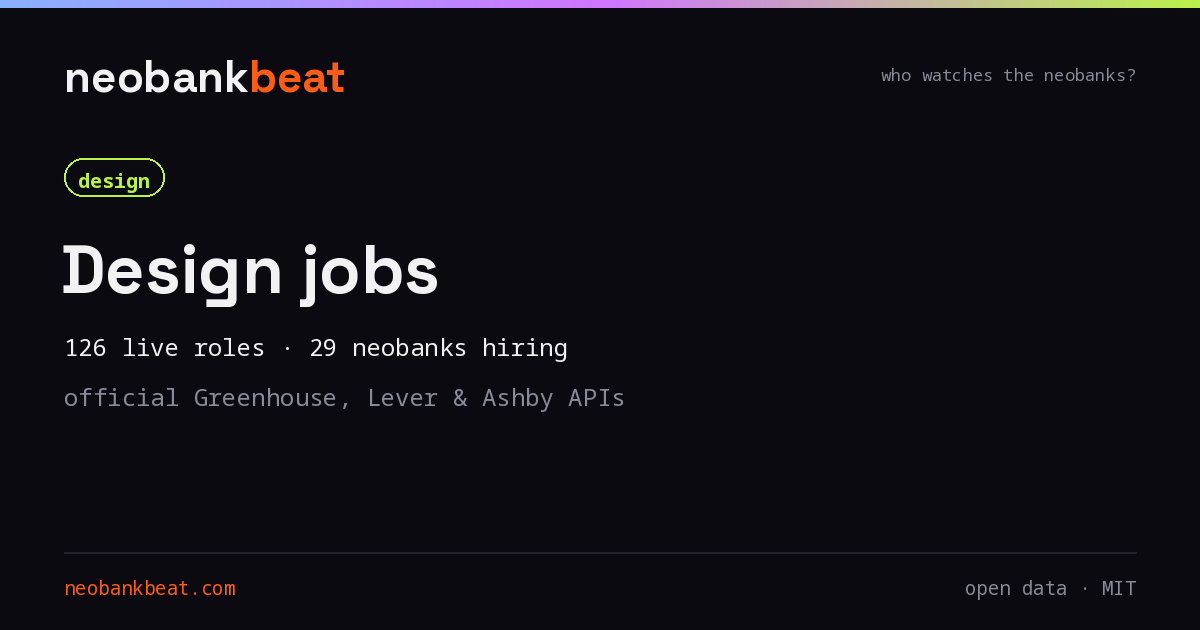 neobankbeat
who watches the neobanks?
design
Design jobs
126 live roles · 29 neobanks hiring
official Greenhouse, Lever & Ashby APIs
neobankbeat.com
open data · MIT